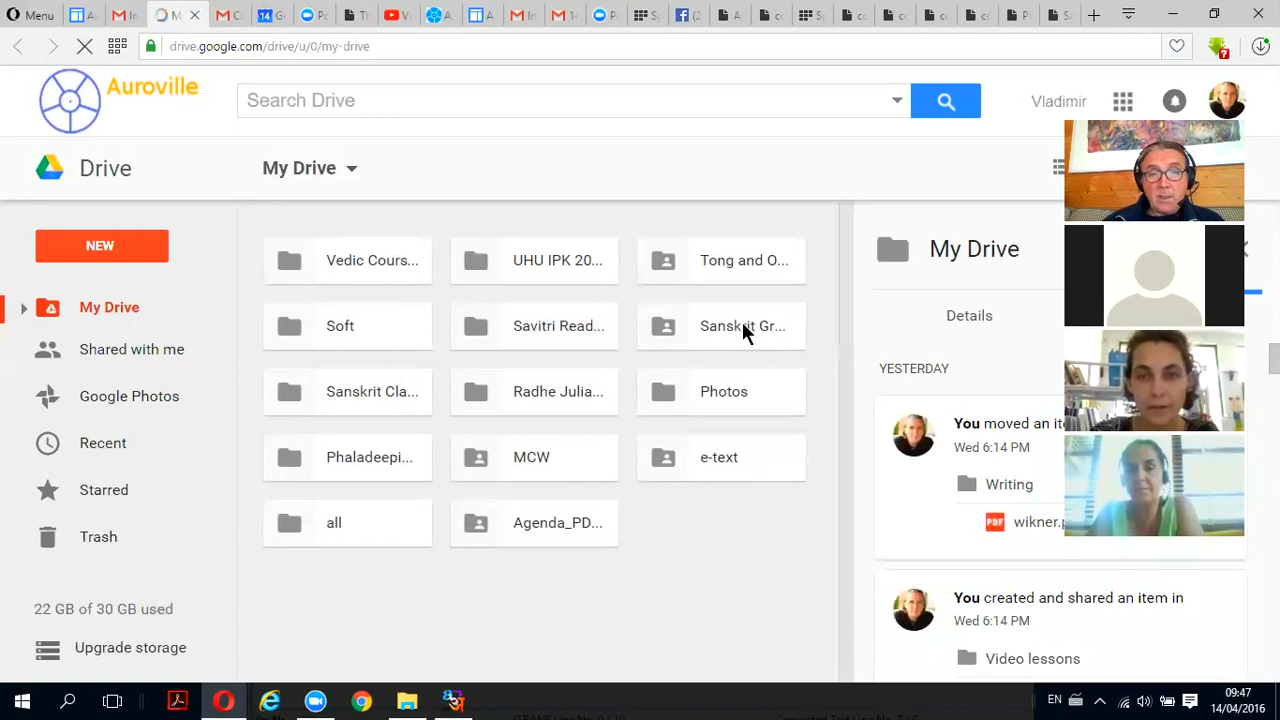 Menu
drive.google.com/drive/u/0/my-drive
Auroville
Search Drive
Vladimir
Drive
My Drive
NEW
My Drive
Shared with me
Google Photos
Recent
Starred
Trash
22 GB of 30 GB used
Upgrade storage
Vedic Cours...
UHU IPK 20...
Tong and O...
Soft
Savitri Read...
Sanskrit Gr...
Sanskrit Cla...
Radhe Julia...
Photos
Phaladeepi...
MCW
e-text
all
Agenda_PD...
My Drive
Details
YESTERDAY
You moved an ite
Wed 6:14 PM
Writing
PDF wikner.p
You created and shared an item in
Wed 6:14 PM
Video lessons
EN
09:47
14/04/2016